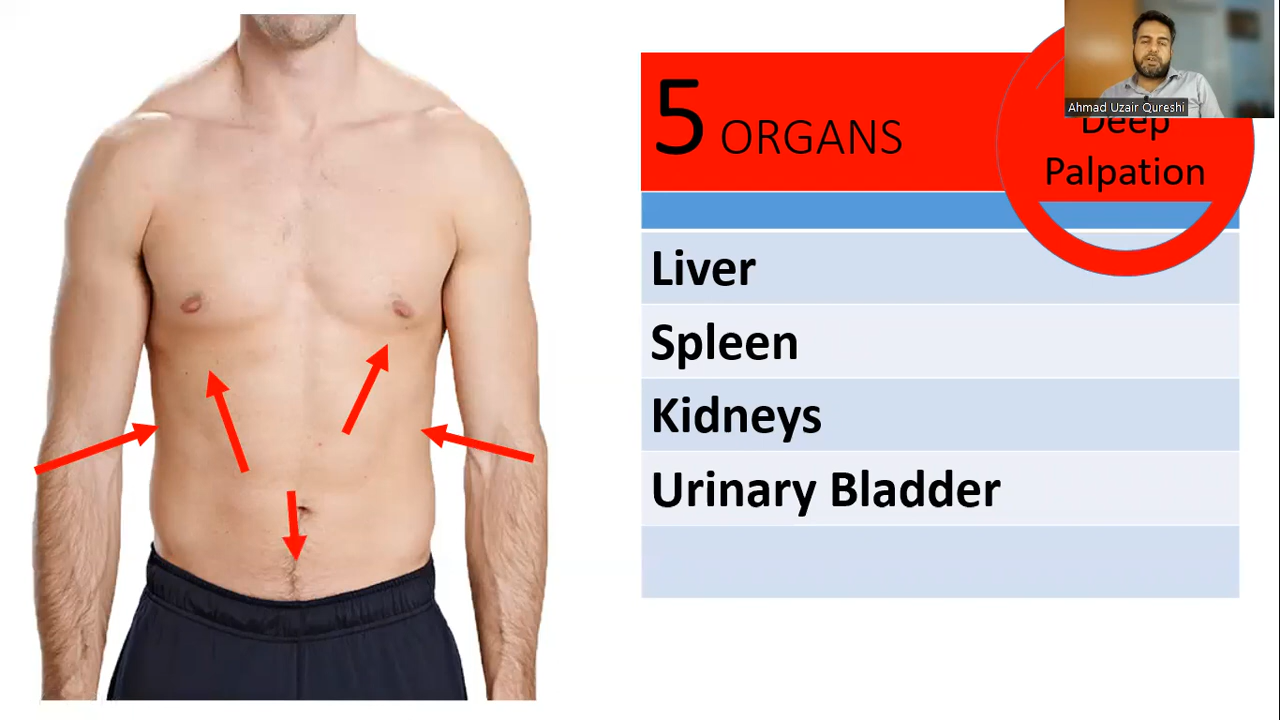 5 ORGANS
Deep
Palpation
Ahmad Uzair Qureshi
Liver
Spleen
Kidneys
Urinary Bladder